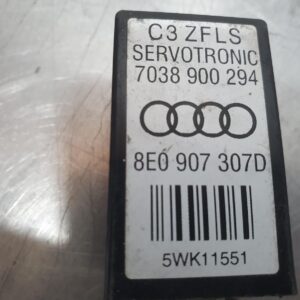 C3 ZFLS
SERVOTRONIC
7038 900 294
8E0 907 307D
5WK11551